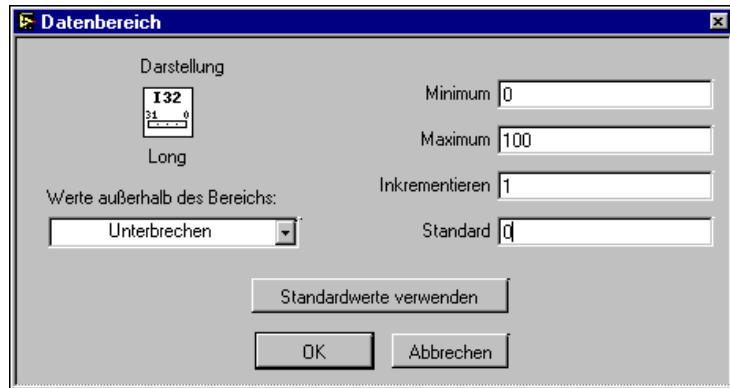 Datenbereich
Darstellung
I32
31 0
Long
Werte außerhalb des Bereichs:
Unterbrechen
Minimum 0
Maximum 100
Inkrementieren 1
Standard 0
Standardwerte verwenden
OK
Abbrechen